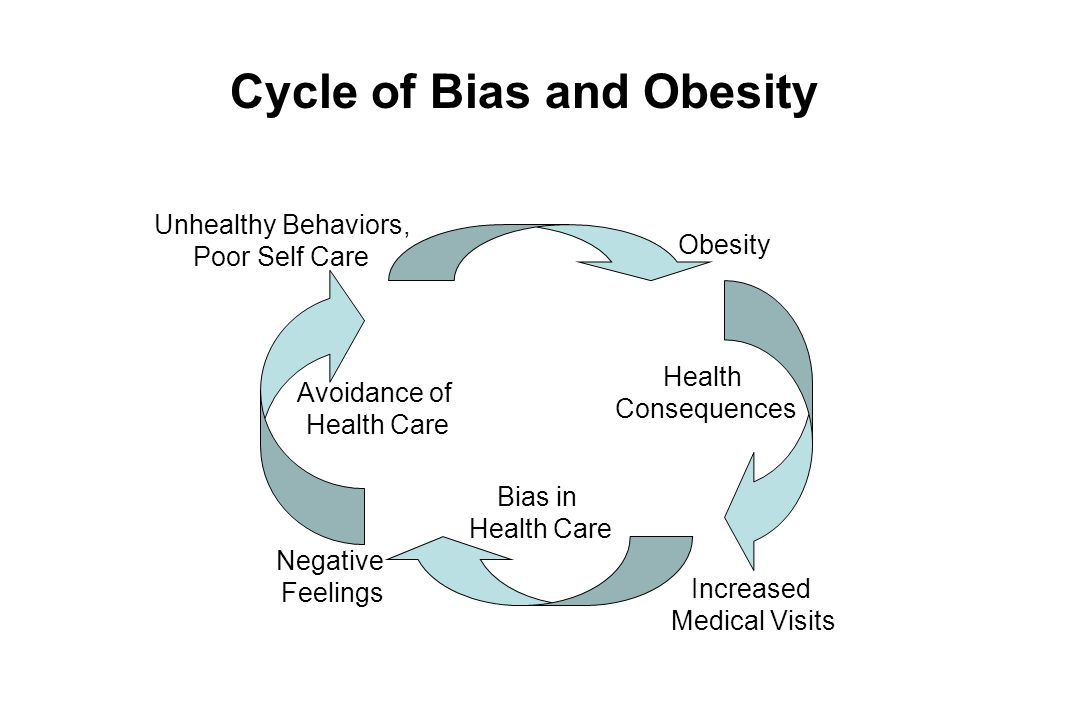 Cycle of Bias and Obesity
Unhealthy Behaviors,
Poor Self Care
Obesity
Health
Consequences
Avoidance of
Health Care
Bias in
Health Care
Negative
Feelings
Increased
Medical Visits